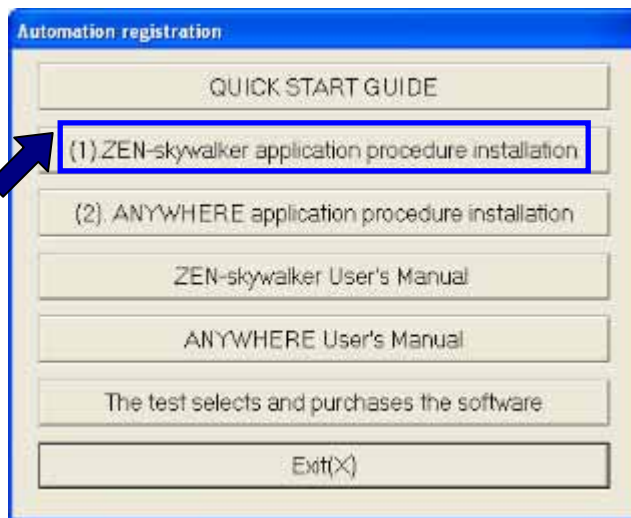 Automation registration
QUICK START GUIDE
(1).ZEN-skywalker application procedure installation
(2). ANYWHERE application procedure installation
ZEN-skywalker User's Manual
ANYWHERE User's Manual
The test selects and purchases the software
Exit(X)